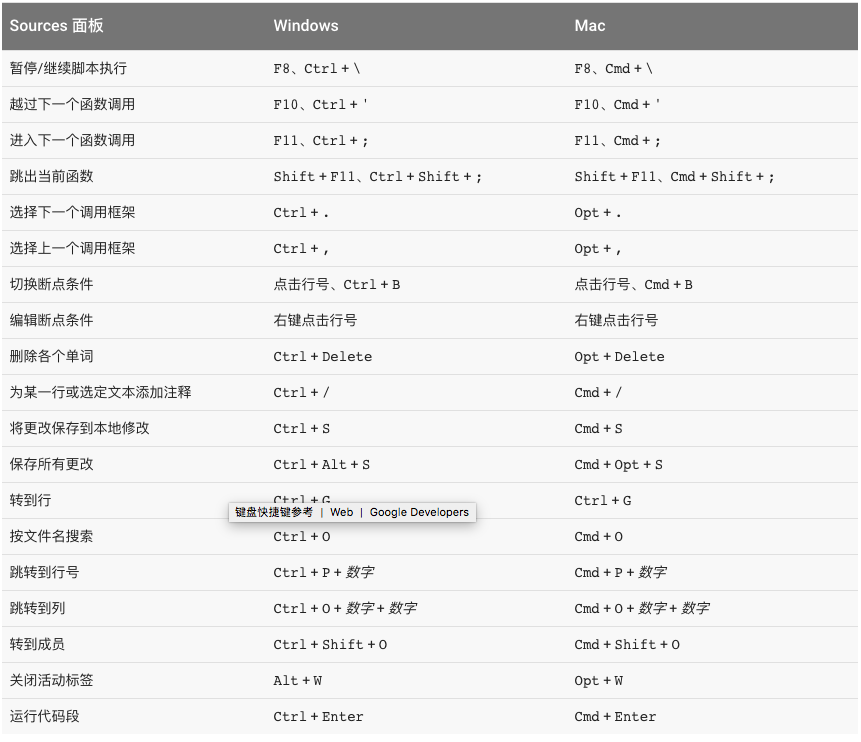 Sources 面板 Windows Mac
暂停/继续脚本执行 F8、Ctrl + \ F8、Cmd + \
越过下一个函数调用 F10、Ctrl + ' F10、Cmd + '
进入下一个函数调用 F11、Ctrl + ; F11、Cmd + ;
跳出当前函数 Shift + F11、Ctrl + Shift + ; Shift + F11、Cmd + Shift + ;
选择下一个调用框架 Ctrl + . Opt + .
选择上一个调用框架 Ctrl + , Opt + ,
切换断点条件 点击行号、Ctrl + B 点击行号、Cmd + B
编辑断点条件 右键点击行号 右键点击行号
删除各个单词 Ctrl + Delete Opt + Delete
为某一行或选定文本添加注释 Ctrl + / Cmd + /
将更改保存到本地修改 Ctrl + S Cmd + S
保存所有更改 Ctrl + Alt + S Cmd + Opt + S
转到行 Ctrl + G Ctrl + G
键盘快捷键参考 | Web | Google Developers
按文件名搜索 Ctrl + O Cmd + O
跳转到行号 Ctrl + P + 数字 Cmd + P + 数字
跳转到列 Ctrl + O + 数字 + 数字 Cmd + O + 数字 + 数字
转到成员 Ctrl + Shift + O Cmd + Shift + O
关闭活动标签 Alt + W Opt + W
运行代码段 Ctrl + Enter Cmd + Enter